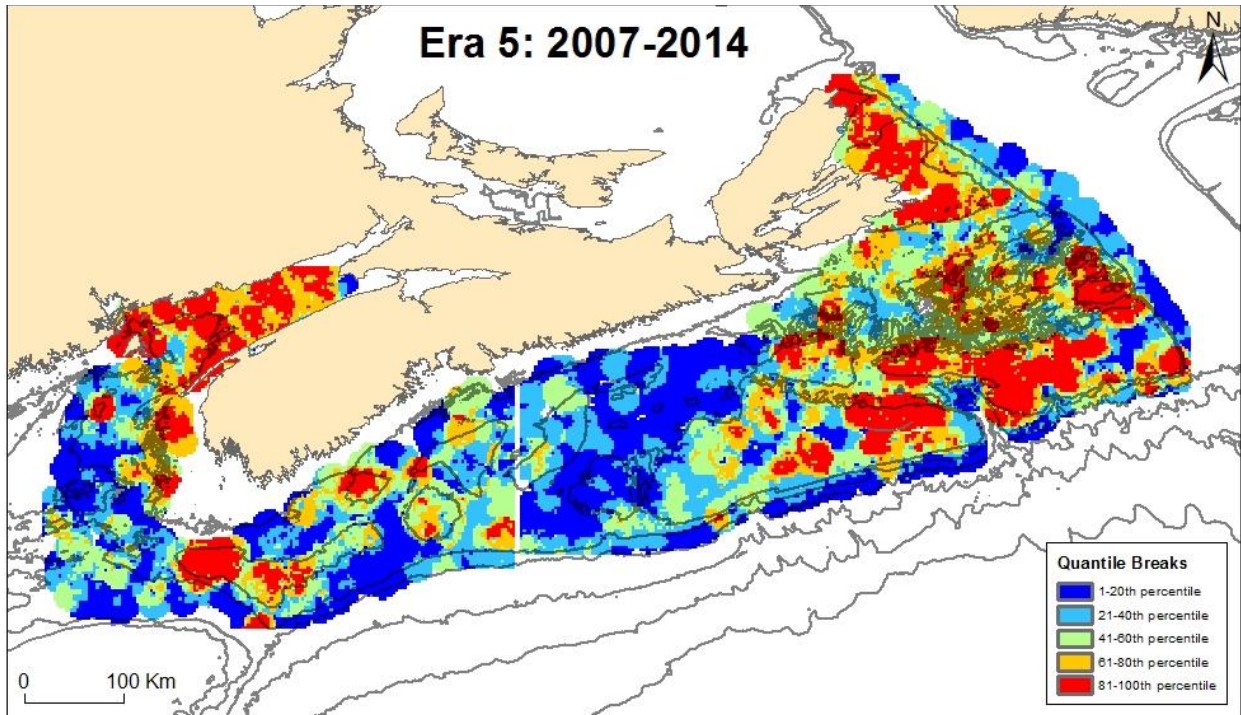 Era 5: 2007-2014
N
Quantile Breaks
1-20th percentile
21-40th percentile
41-60th percentile
61-80th percentile
81-100th percentile
0 100 Km